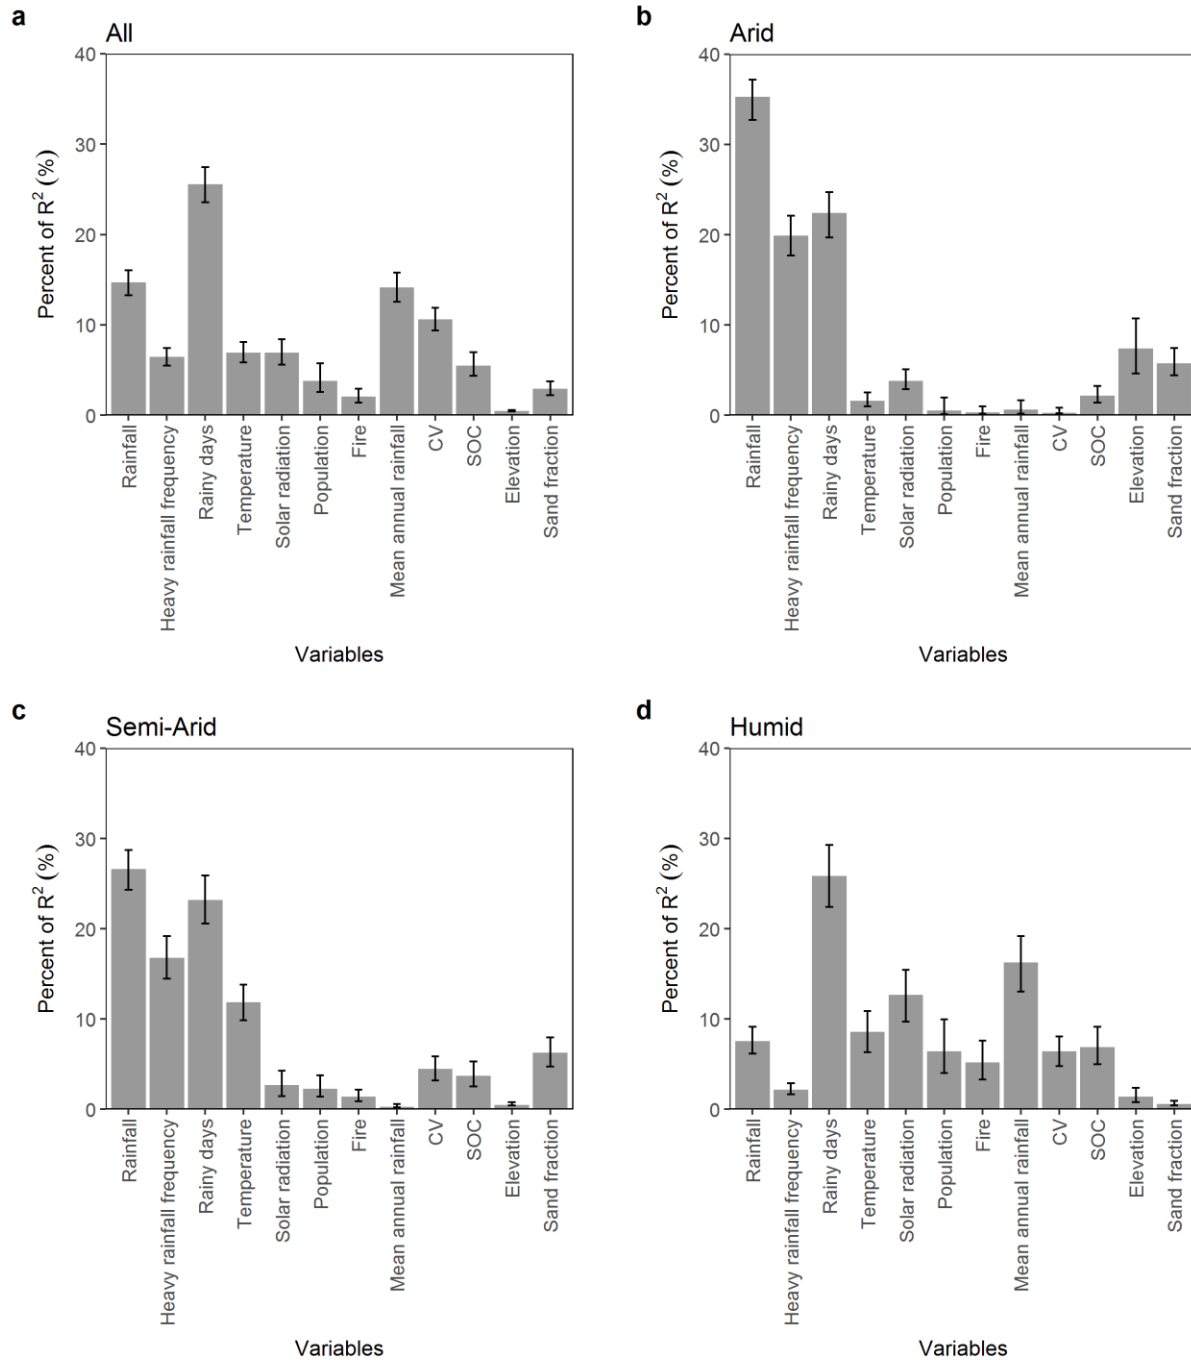 a
All
Percent of R² (%)
40
30
20
10
0
Rainfall
Heavy rainfall frequency
Rainy days
Temperature
Solar radiation
Population
Fire
Mean annual rainfall
CV
SOC
Elevation
Sand fraction
Variables
b
Arid
Percent of R² (%)
40
30
20
10
0
Rainfall
Heavy rainfall frequency
Rainy days
Temperature
Solar radiation
Population
Fire
Mean annual rainfall
CV
SOC
Elevation
Sand fraction
Variables
c
Semi-Arid
Percent of R² (%)
40
30
20
10
0
Rainfall
Heavy rainfall frequency
Rainy days
Temperature
Solar radiation
Population
Fire
Mean annual rainfall
CV
SOC
Elevation
Sand fraction
Variables
d
Humid
Percent of R² (%)
40
30
20
10
0
Rainfall
Heavy rainfall frequency
Rainy days
Temperature
Solar radiation
Population
Fire
Mean annual rainfall
CV
SOC
Elevation
Sand fraction
Variables